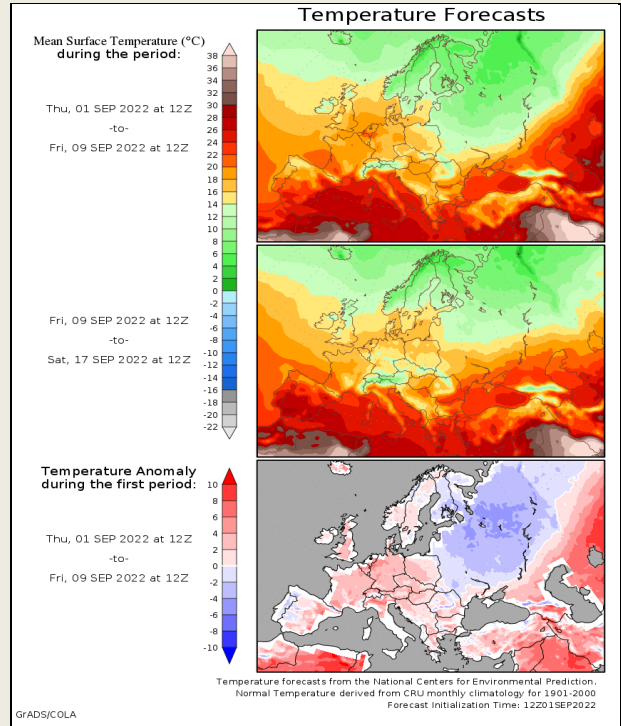 Temperature Forecasts
Mean Surface Temperature (°C)
during the period:
Thu, 01 SEP 2022 at 12Z
-to-
Fri, 09 SEP 2022 at 12Z
38
36
34
32
30
28
26
24
22
20
18
16
14
12
10
8
6
4
2
0
-2
-4
-6
-8
-10
-12
-14
-16
-18
-20
-22
Fri, 09 SEP 2022 at 12Z
-to-
Sat, 17 SEP 2022 at 12Z
Temperature Anomaly
during the first period:
Thu, 01 SEP 2022 at 12Z
-to-
Fri, 09 SEP 2022 at 12Z
10
8
6
4
2
0
-2
-4
-6
-8
-10
Temperature forecasts from the National Centers for Environmental Prediction.
Normal Temperature derived from CRU monthly climatology for 1901-2000
Forecast Initialization Time: 12Z01SEP2022
GrADS/COLA